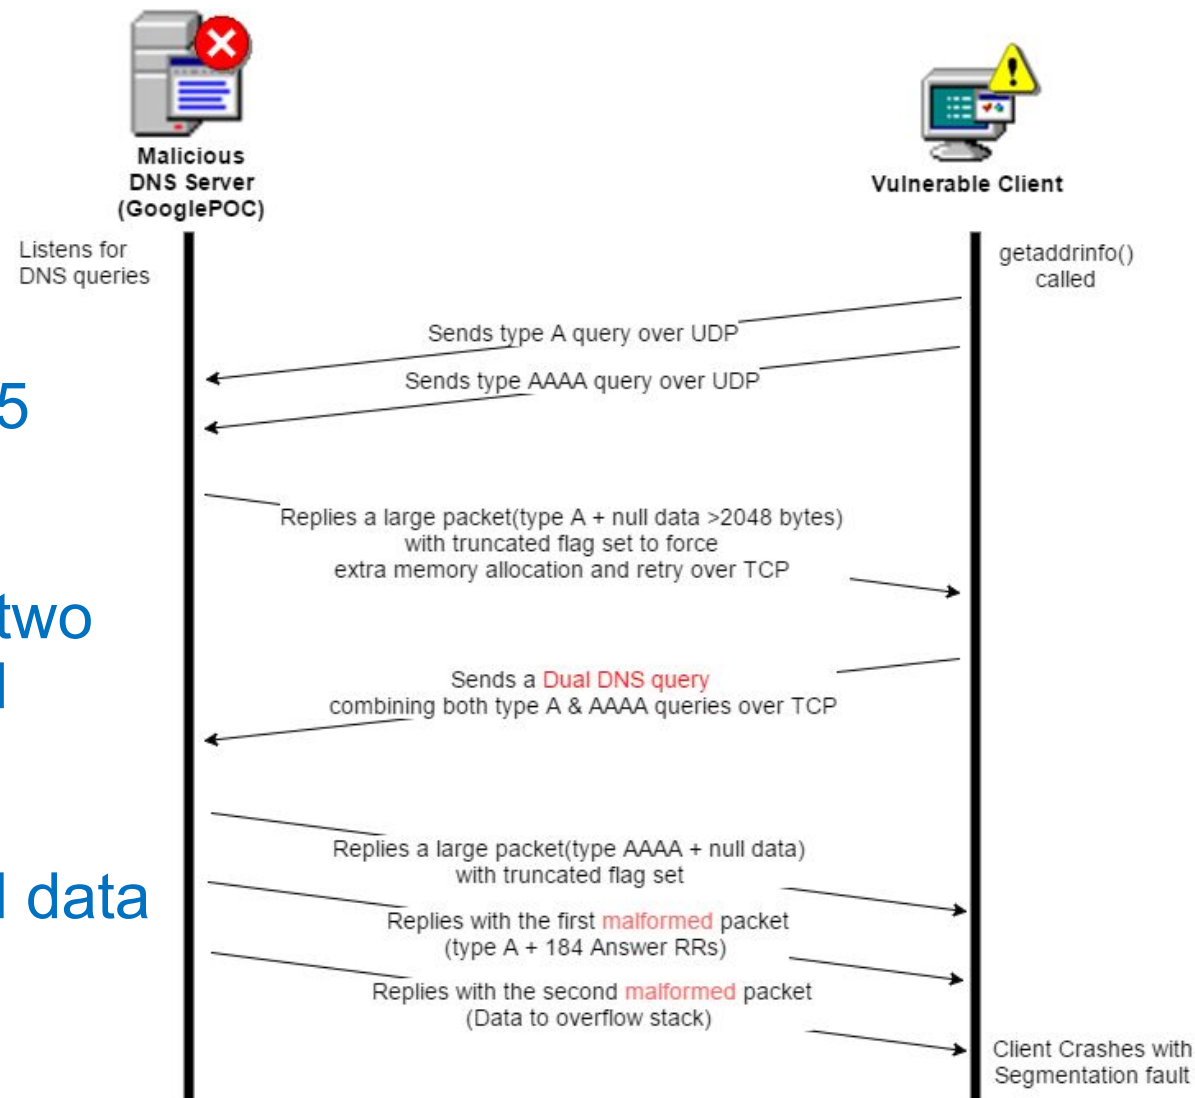 Malicious
DNS Server
(GooglePOC)
Vulnerable Client
Listens for
DNS queries
getaddrinfo()
called
Sends type A query over UDP
Sends type AAAA query over UDP
5
Replies a large packet(type A + null data >2048 bytes)
with truncated flag set to force
extra memory allocation and retry over TCP
two
Sends a Dual DNS query
combining both type A & AAAA queries over TCP
Replies a large packet(type AAAA + null data)
with truncated flag set
data
Replies with the first malformed packet
(type A + 184 Answer RRs)
Replies with the second malformed packet
(Data to overflow stack)
Client Crashes with
Segmentation fault